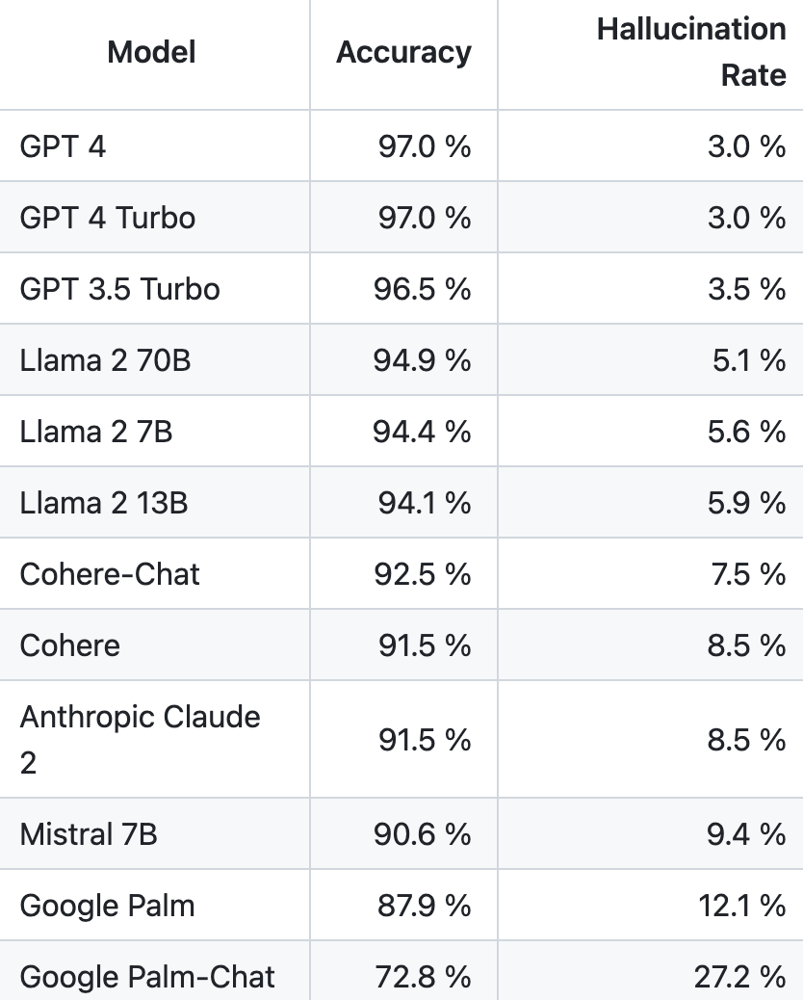 Model Accuracy Hallucination Rate
GPT 4 97.0 % 3.0 %
GPT 4 Turbo 97.0 % 3.0 %
GPT 3.5 Turbo 96.5 % 3.5 %
Llama 2 70B 94.9 % 5.1 %
Llama 2 7B 94.4 % 5.6 %
Llama 2 13B 94.1 % 5.9 %
Cohere-Chat 92.5 % 7.5 %
Cohere 91.5 % 8.5 %
Anthropic Claude 2 91.5 % 8.5 %
Mistral 7B 90.6 % 9.4 %
Google Palm 87.9 % 12.1 %
Google Palm-Chat 72.8 % 27.2 %